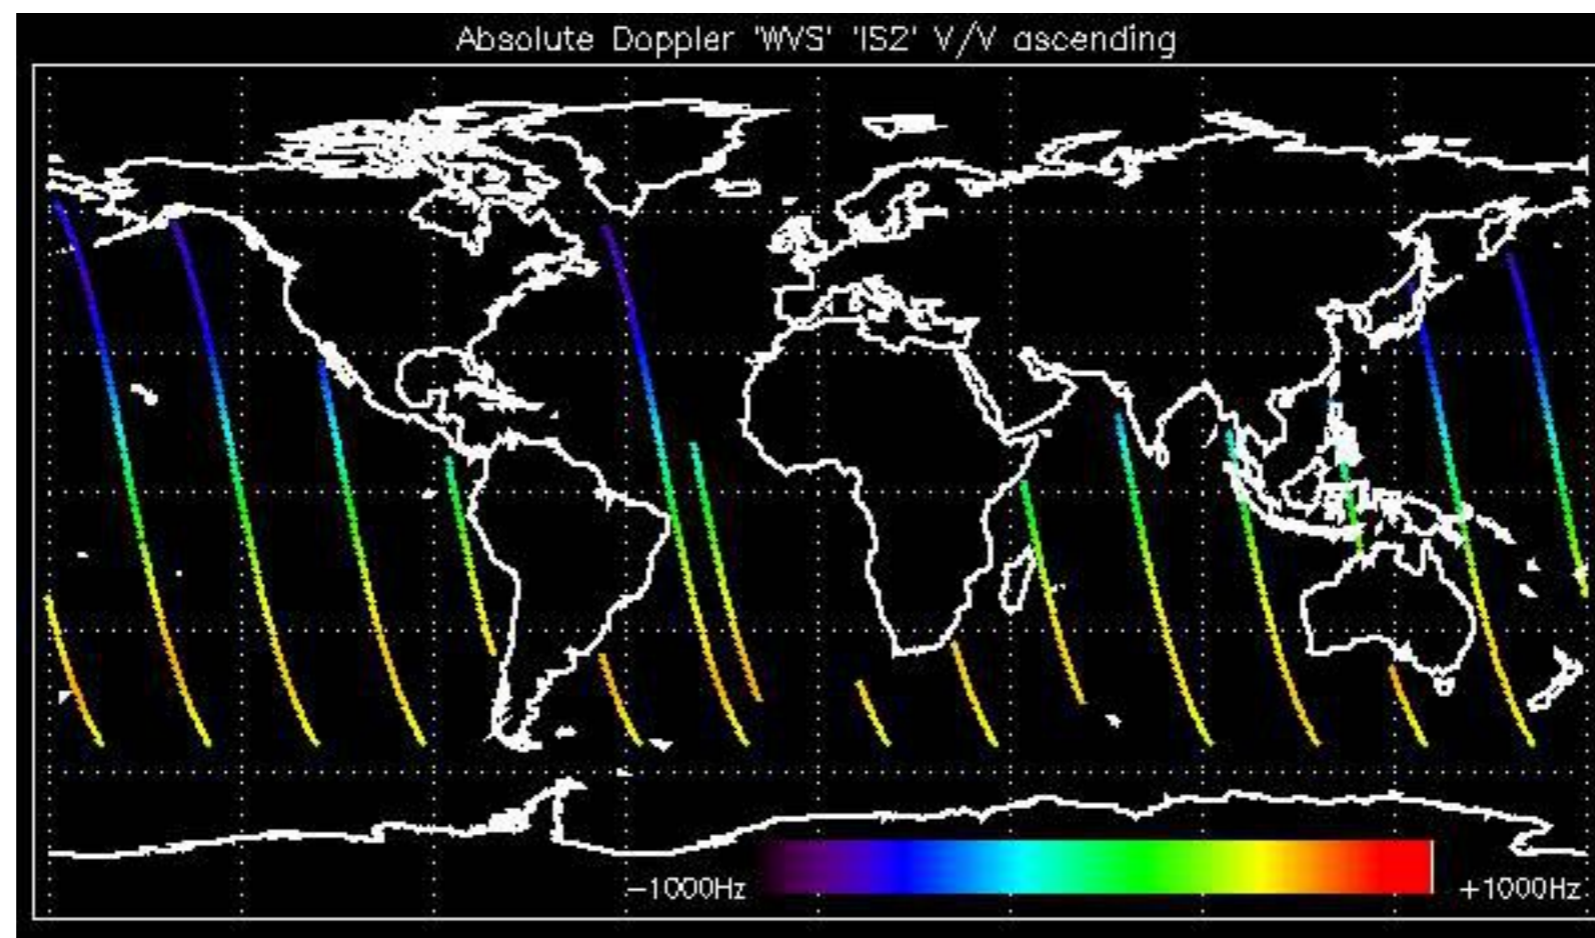 Absolute Doppler 'WVS' 'IS2' V/V ascending
−1000Hz
+1000Hz